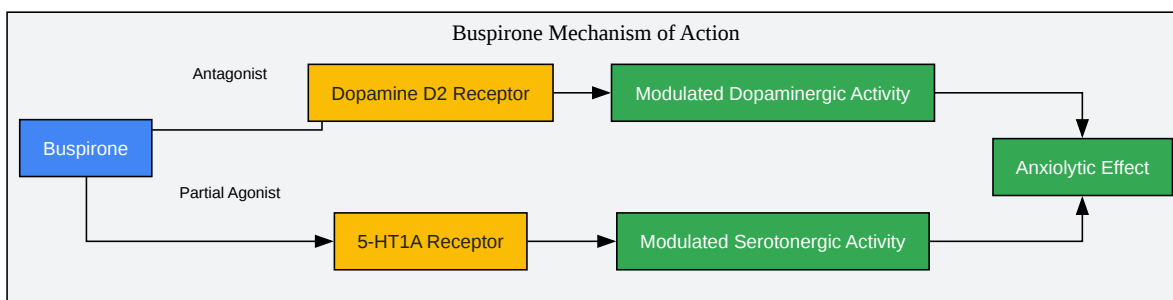 Buspirone Mechanism of Action
Antagonist
Dopamine D2 Receptor
Modulated Dopaminergic Activity
Buspirone
Anxiolytic Effect
Partial Agonist
5-HT1A Receptor
Modulated Serotonergic Activity